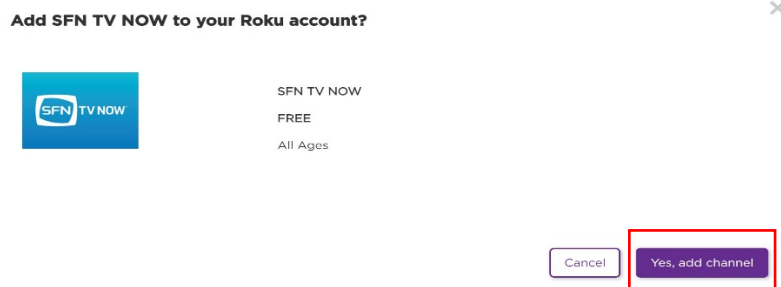 Add SFN TV NOW to your Roku account?
SFN TV NOW
SFN TV NOW
FREE
All Ages
Cancel
Yes, add channel